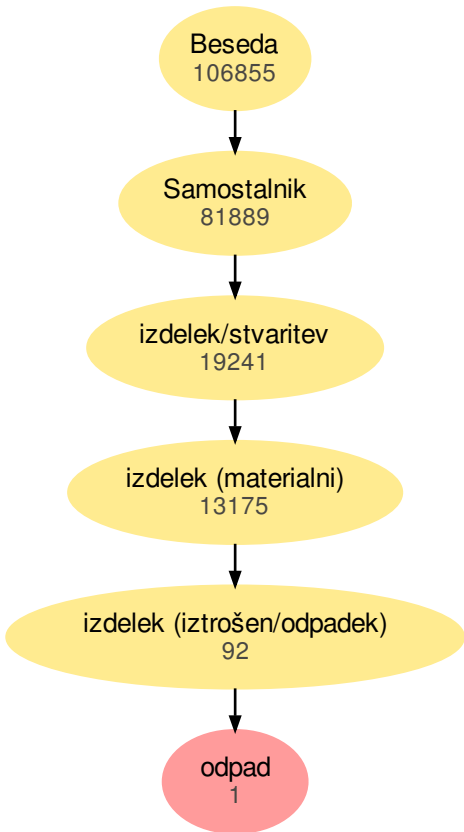 Beseda
106855
Samostalnik
81889
izdelek/stvaritev
19241
izdelek (materialni)
13175
izdelek (iztrošen/odpadek)
92
odpad
1